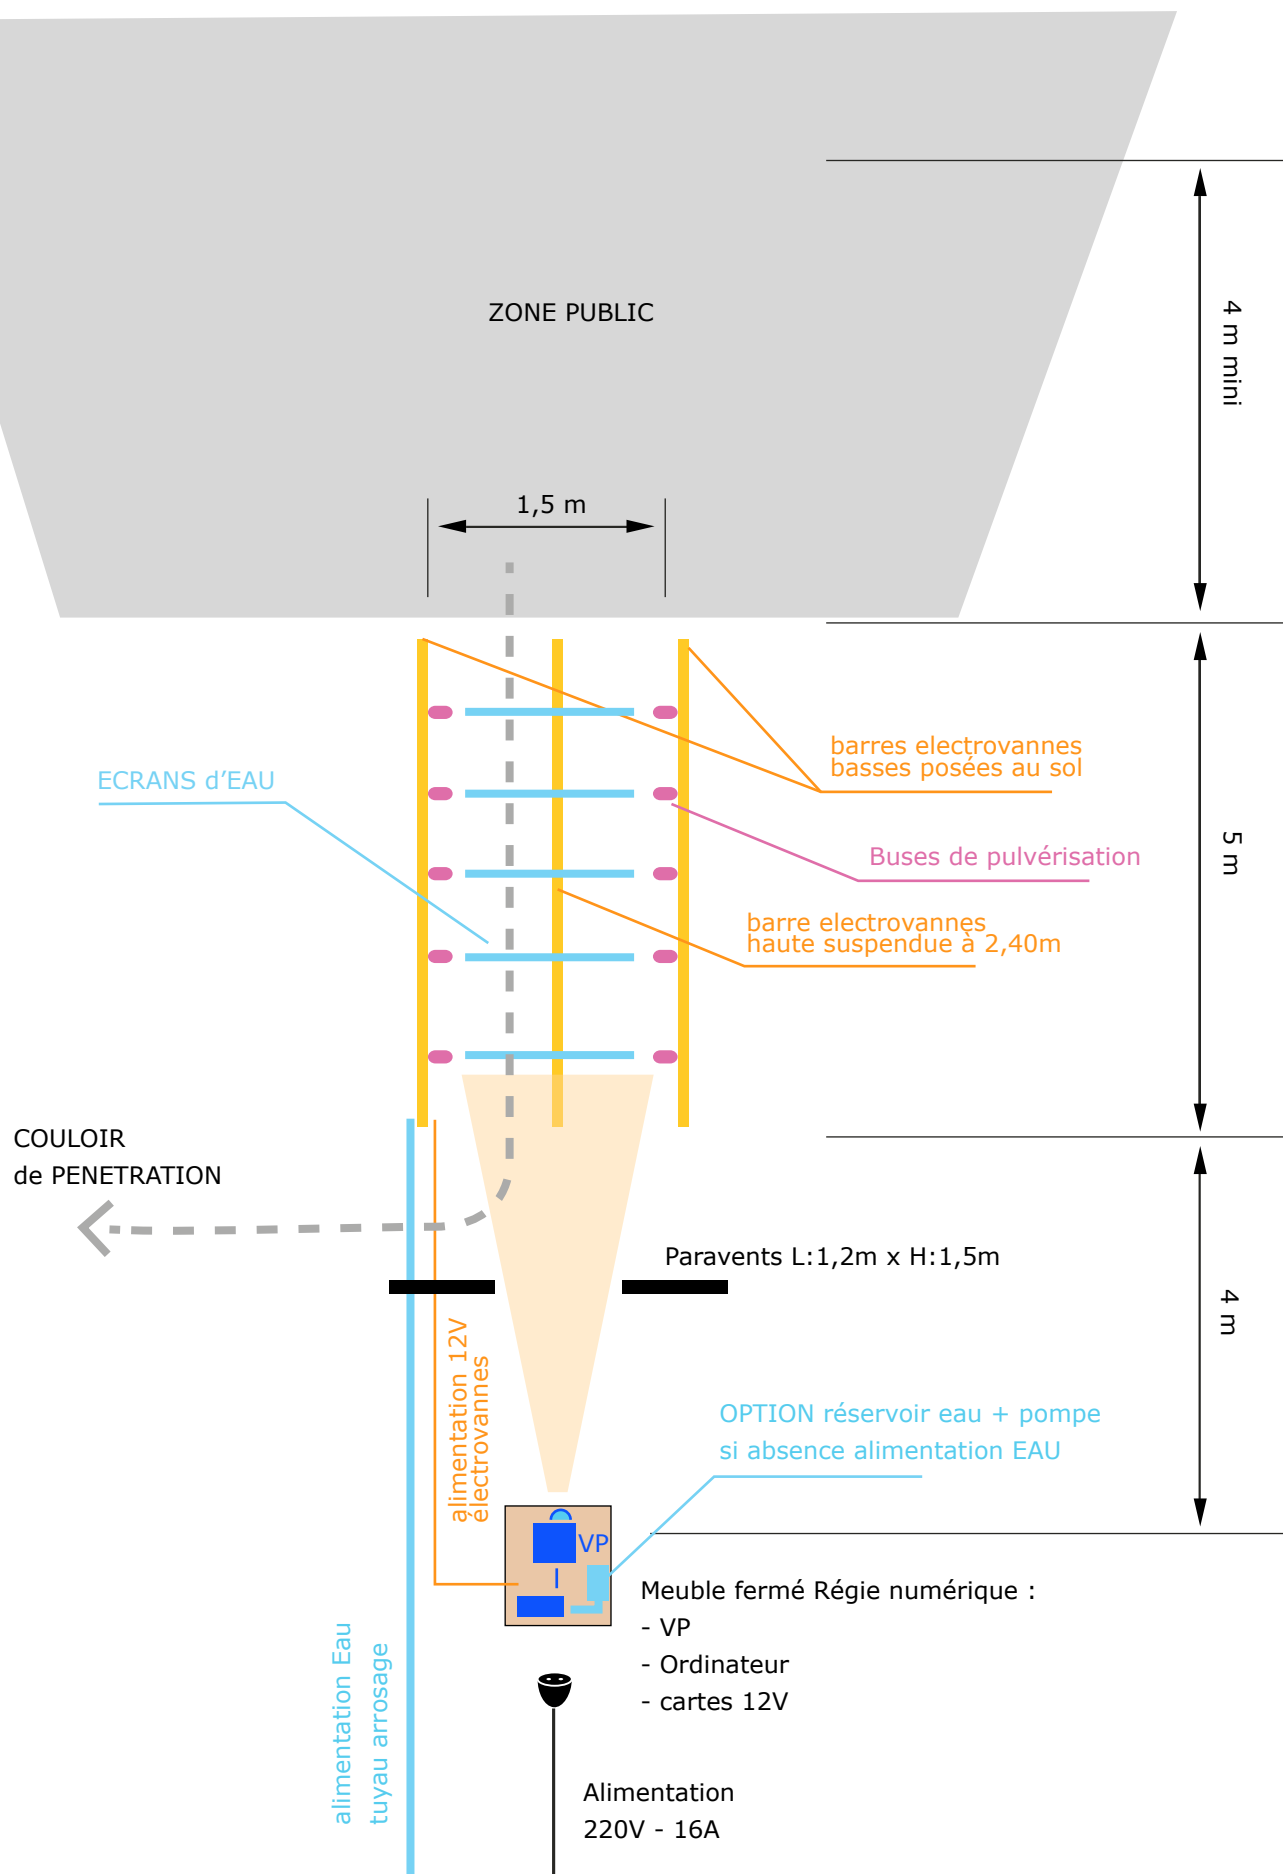 ZONE PUBLIC
4 m mini
1,5 m
barres electrovannes
basses posées au sol
ECRANS d'EAU
5 m
Buses de pulvérisation
barre electrovannes
haute suspendue à 2,40m
COULOIR
de PENETRATION
Paravents L:1,2m x H:1,5m
4 m
alimentation 12V
électrovannes
OPTION réservoir eau + pompe
si absence alimentation EAU
VP
Meuble fermé Régie numérique :
- VP
- Ordinateur
- cartes 12V
alimentation Eau
tuyau arrosage
Alimentation
220V - 16A